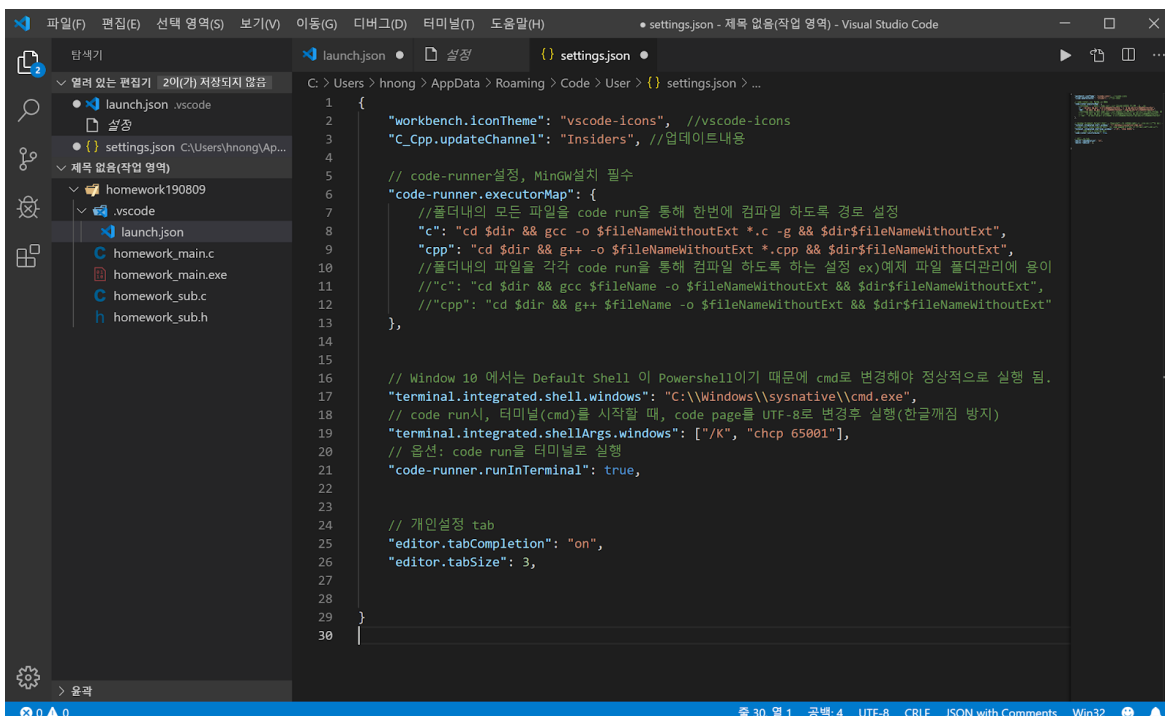 파일(F) 편집(E) 선택 영역(S) 보기(V) 이동(G) 디버그(D) 터미널(T) 도움말(H) ● settings.json - 제목 없음(작업 영역) - Visual Studio Code
탐색기
열려 있는 편집기 2이(가) 저장되지 않음
● launch.json .vscode
설정
● {} settings.json C:\Users\hnong\Ap...
제목 없음(작업 영역)
homework190809
.vscode
launch.json
C homework_main.c
homework_main.exe
C homework_sub.c
h homework_sub.h
윤곽
2
launch.json ● 설정 {} settings.json ●
C: > Users > hnong > AppData > Roaming > Code > User > {} settings.json > ...
1 {
2 "workbench.iconTheme": "vscode-icons", //vscode-icons
3 "C_Cpp.updateChannel": "Insiders", //업데이트내용
4
5 // code-runner설정, MinGW설치 필수
6 "code-runner.executorMap": {
7 //폴더내의 모든 파일을 code run을 통해 한번에 컴파일 하도록 경로 설정
8 "c": "cd $dir && gcc -o $fileNameWithoutExt *.c -g && $dir$fileNameWithoutExt",
9 "cpp": "cd $dir && g++ -o $fileNameWithoutExt *.cpp && $dir$fileNameWithoutExt",
10 //폴더내의 파일을 각각 code run을 통해 컴파일 하도록 하는 설정 ex)예제 파일 폴더관리에 용이
11 //"c": "cd $dir && gcc $fileName -o $fileNameWithoutExt && $dir$fileNameWithoutExt",
12 //"cpp": "cd $dir && g++ $fileName -o $fileNameWithoutExt && $dir$fileNameWithoutExt"
13 },
14
15
16 // Window 10 에서는 Default Shell 이 Powershell이기 때문에 cmd로 변경해야 정상적으로 실행 됨.
17 "terminal.integrated.shell.windows": "C:\\Windows\\sysnative\\cmd.exe",
18 // code run시, 터미널(cmd)를 시작할 때, code page를 UTF-8로 변경후 실행(한글깨짐 방지)
19 "terminal.integrated.shellArgs.windows": ["/K", "chcp 65001"],
20 // 옵션: code run을 터미널로 실행
21 "code-runner.runInTerminal": true,
22
23
24 // 개인설정 tab
25 "editor.tabCompletion": "on",
26 "editor.tabSize": 3,
27
28
29 }
30
0 0 줄 30, 열 1 공백: 4 UTF-8 CRLF JSON with Comments Win32